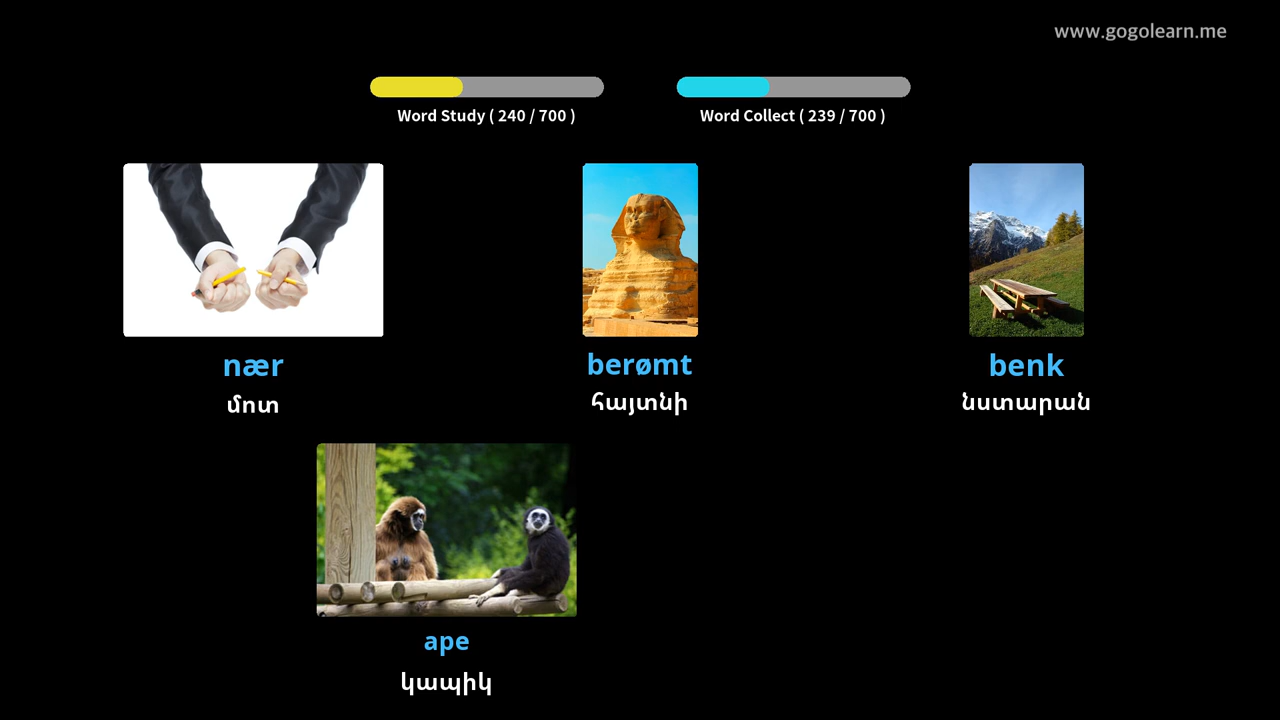 www.gogolearn.me
Word Study ( 240 / 700 )
Word Collect ( 239 / 700 )
nær
մոտ
berømt
հայտնի
benk
նստարան
ape
կապիկ